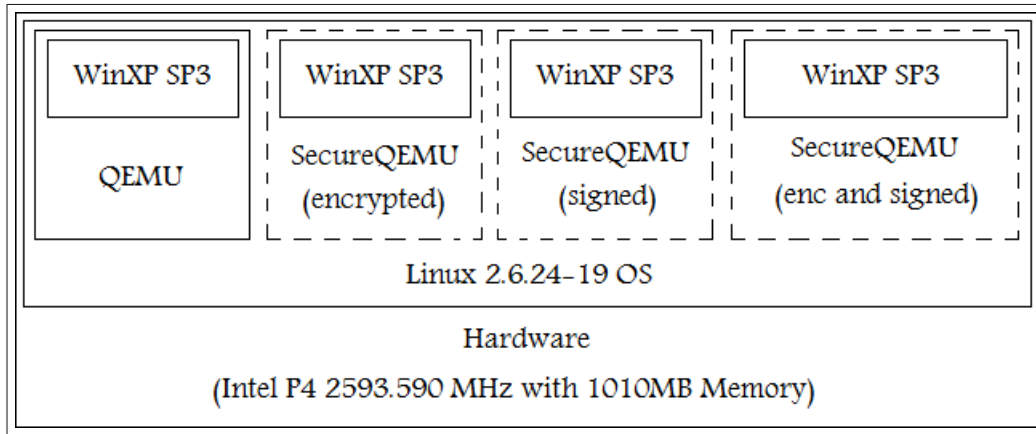 WinXP SP3
QEMU
WinXP SP3
SecureQEMU
(encrypted)
WinXP SP3
SecureQEMU
(signed)
WinXP SP3
SecureQEMU
(enc and signed)
Linux 2.6.24-19 OS
Hardware
(Intel P4 2593.590 MHz with 1010MB Memory)